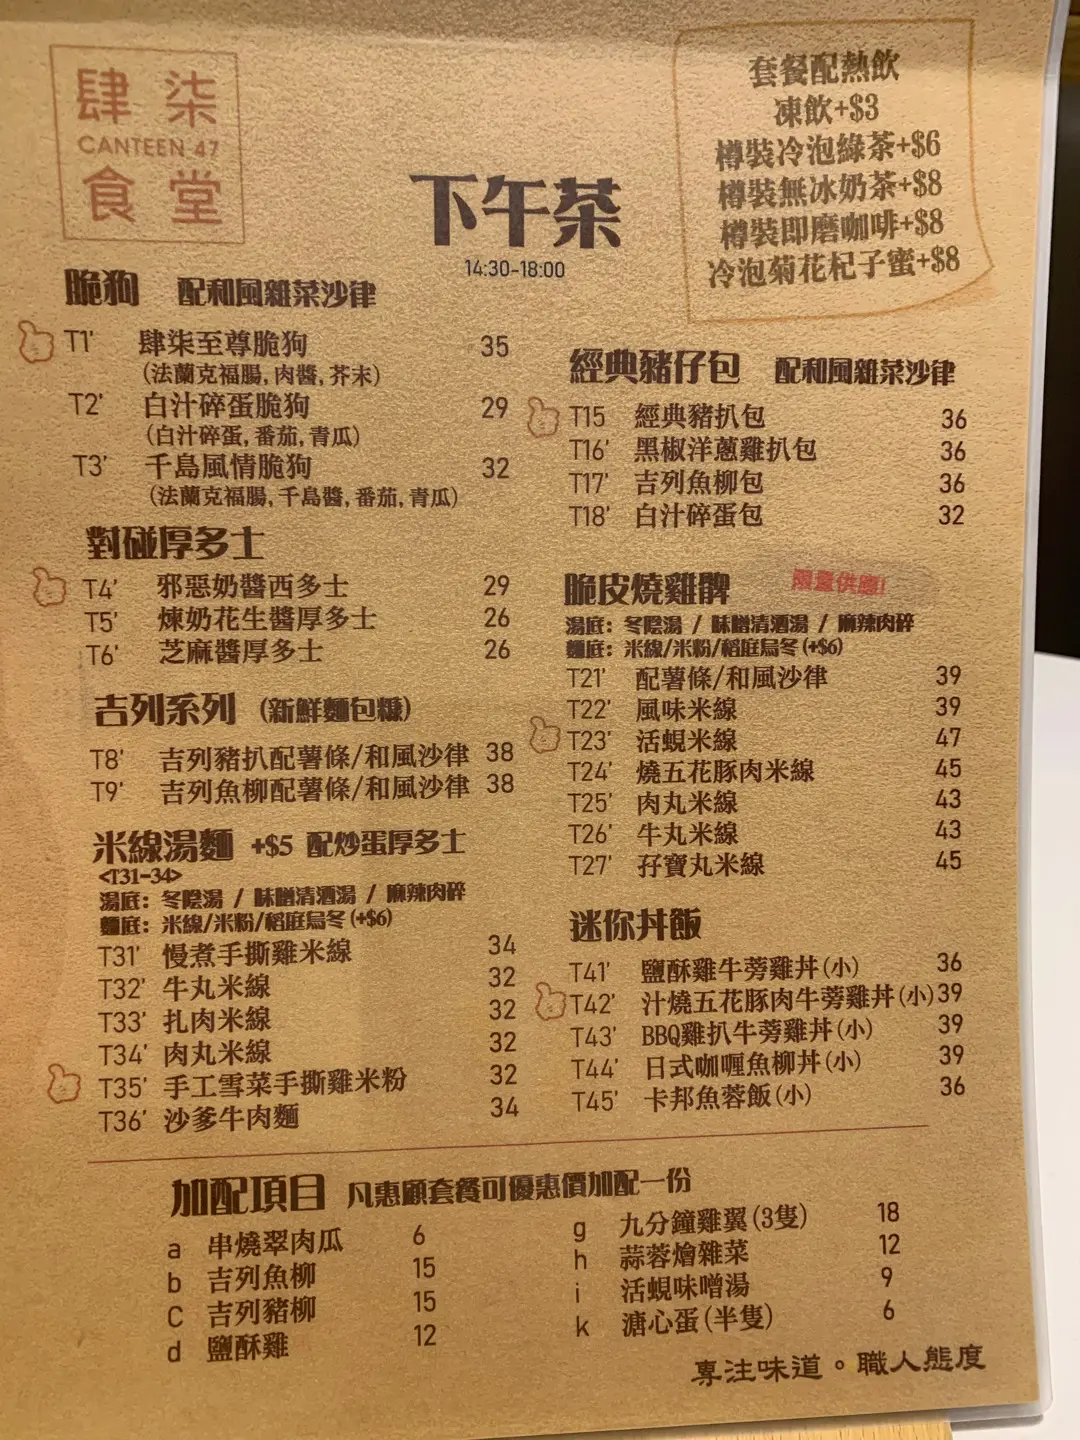 肆柒
CANTEEN 47
食堂
套餐配熱飲
凍飲+$3
樽裝冷泡綠茶+$6
樽裝無冰奶茶+$8
樽裝即磨咖啡+$8
冷泡菊花杞子蜜+$8
下午茶
14:30-18:00
脆狗 配和風雜菜沙律
T1' 肆柒至尊脆狗 35
(法蘭克福腸, 肉醬, 芥末)
T2' 白汁碎蛋脆狗 29
(白汁碎蛋, 番茄, 青瓜)
T3' 千島風情脆狗 32
(法蘭克福腸, 千島醬, 番茄, 青瓜)
對碰厚多士
T4' 邪惡奶醬西多士 29
T5' 煉奶花生醬厚多士 26
T6' 芝麻醬厚多士 26
吉列系列 (新鮮麵包糠)
T8' 吉列豬扒配薯條/和風沙律 38
T9' 吉列魚柳配薯條/和風沙律 38
米線湯麵 +$5 配炒蛋厚多士
<T31-34>
湯底: 冬陰湯 / 味噌清酒湯 / 麻辣肉碎
麵底: 米線/米粉/稻庭烏冬(+$6)
T31' 慢煮手撕雞米線 34
T32' 牛丸米線 32
T33' 扎肉米線 32
T34' 肉丸米線 32
T35' 手工雪菜手撕雞米粉 32
T36' 沙爹牛肉麵 34
經典豬仔包 配和風雜菜沙律
T15 經典豬扒包 36
T16' 黑椒洋蔥雞扒包 36
T17' 吉列魚柳包 36
T18' 白汁碎蛋包 32
脆皮燒雞髀 限量供應!
湯底: 冬陰湯 / 味噌清酒湯 / 麻辣肉碎
麵底: 米線/米粉/稻庭烏冬(+$6)
T21' 配薯條/和風沙律 39
T22' 風味米線 39
T23' 活蜆米線 47
T24' 燒五花豚肉米線 45
T25' 肉丸米線 43
T26' 牛丸米線 43
T27' 孖寶丸米線 45
迷你丼飯
T41' 鹽酥雞牛蒡雞丼(小) 36
T42' 汁燒五花豚肉牛蒡雞丼(小) 39
T43' BBQ雞扒牛蒡雞丼(小) 39
T44' 日式咖喱魚柳丼(小) 39
T45' 卡邦魚蓉飯(小) 36
加配項目 凡惠顧套餐可優惠價加配一份
a 串燒翠肉瓜 6
b 吉列魚柳 15
C 吉列豬柳 15
d 鹽酥雞 12
g 九分鐘雞翼(3隻) 18
h 蒜蓉燴雜菜 12
i 活蜆味噌湯 9
k 溏心蛋(半隻) 6
專注味道。職人態度